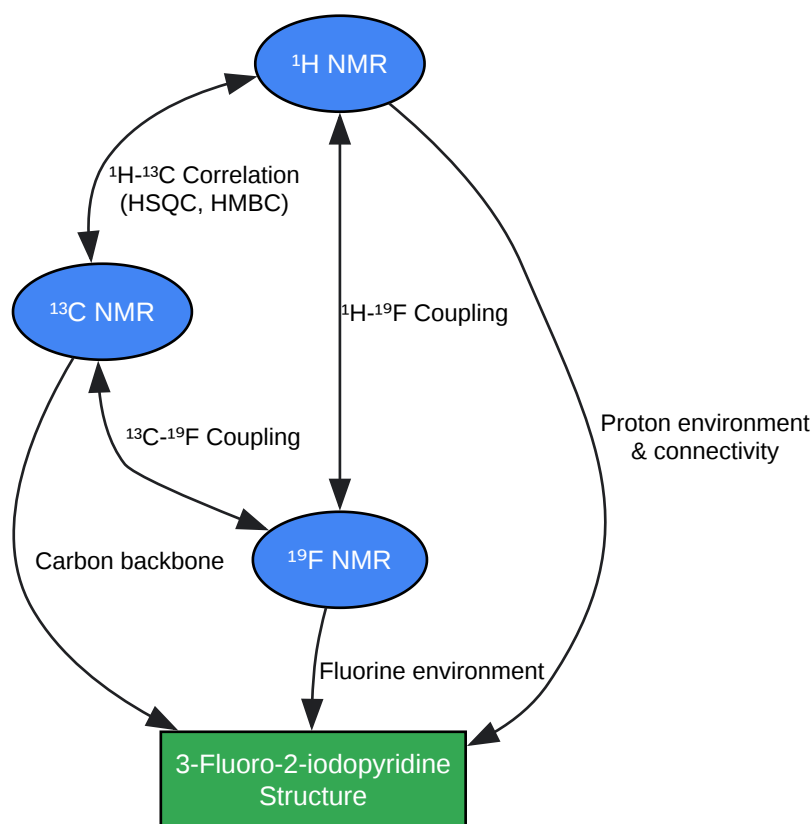 ¹H NMR
¹H-¹³C Correlation
(HSQC, HMBC)
¹³C NMR
¹H-¹⁹F Coupling
Proton environment
& connectivity
¹³C-¹⁹F Coupling
Carbon backbone
¹⁹F NMR
Fluorine environment
3-Fluoro-2-iodopyridine
Structure